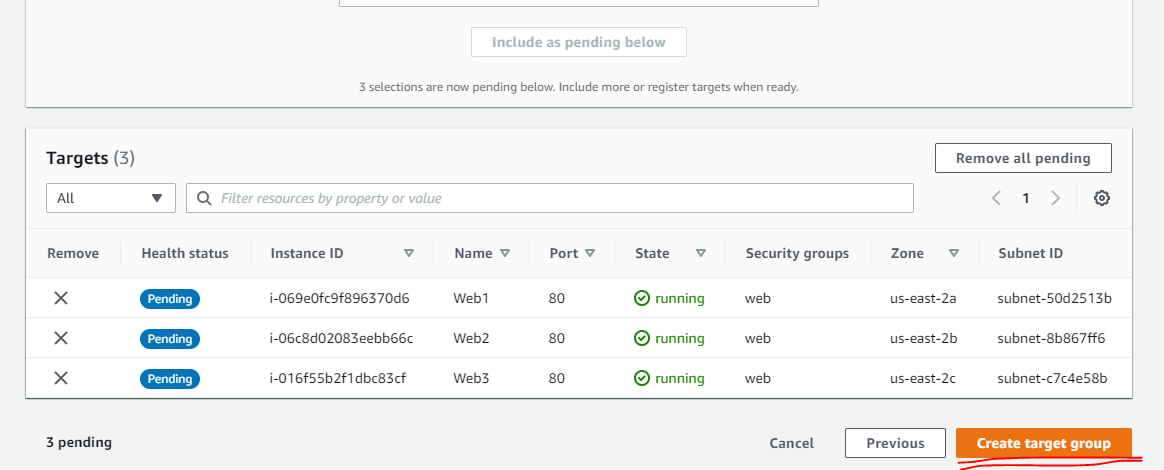 Include as pending below
3 selections are now pending below. Include more or register targets when ready.
Targets (3)
Remove all pending
All
Filter resources by property or value
1
Remove Health status Instance ID Name Port State Security groups Zone Subnet ID
Pending i-069e0fc9f896370d6 Web1 80 running web us-east-2a subnet-50d2513b
Pending i-06c8d02083eebb66c Web2 80 running web us-east-2b subnet-8b867ff6
Pending i-016f55b2f1dbc83cf Web3 80 running web us-east-2c subnet-c7c4e58b
3 pending Cancel Previous Create target group